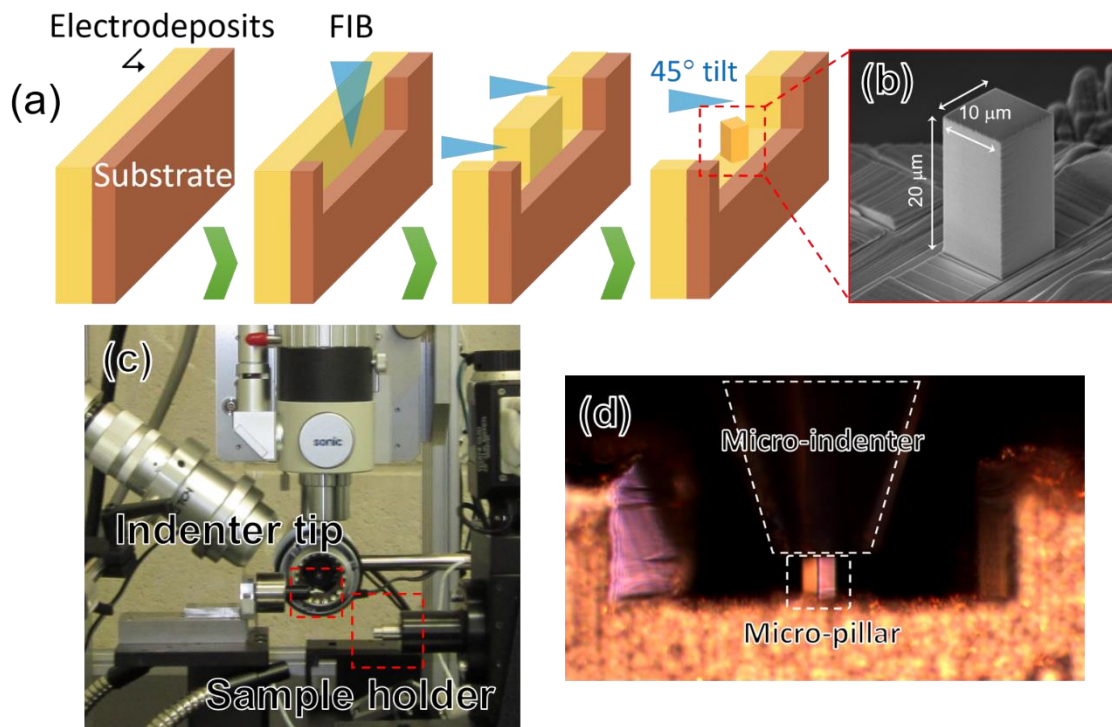 Electrodeposits
FIB
45° tilt
(a)
Substrate
(b)
10 μm
20 μm
(c)
sonic
Indenter tip
Sample holder
(d)
Micro-indenter
Micro-pillar